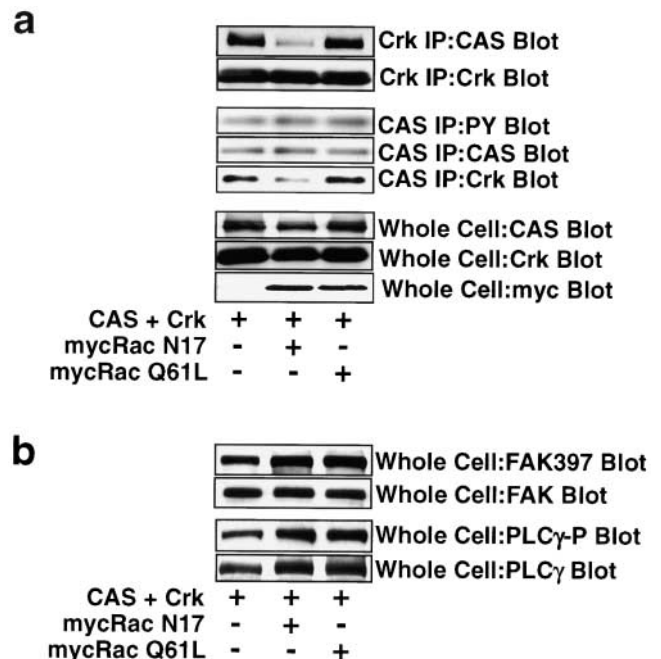 a
Crk IP:CAS Blot
Crk IP:Crk Blot
CAS IP:PY Blot
CAS IP:CAS Blot
CAS IP:Crk Blot
Whole Cell:CAS Blot
Whole Cell:Crk Blot
Whole Cell:myc Blot
CAS + Crk + + +
mycRac N17 - + -
mycRac Q61L - - +
b
Whole Cell:FAK397 Blot
Whole Cell:FAK Blot
Whole Cell:PLCγ-P Blot
Whole Cell:PLCγ Blot
CAS + Crk + + +
mycRac N17 - + -
mycRac Q61L - - +